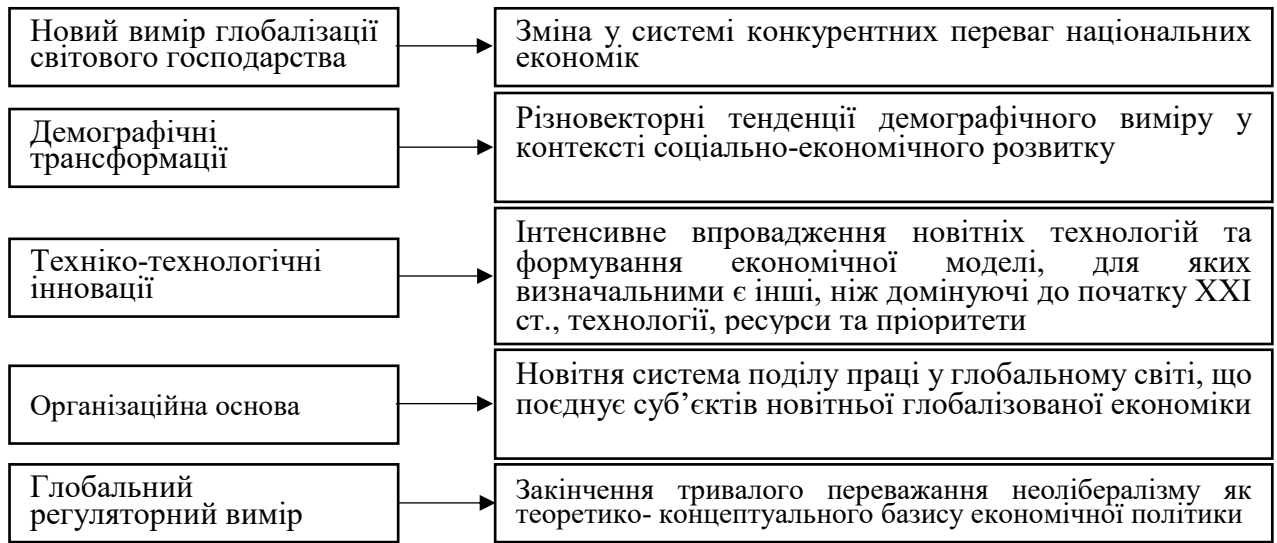 Новий вимір глобалізації
світового господарства
Зміна у системі конкурентних переваг національних
економік
Демографічні
трансформації
Різновекторні тенденції демографічного виміру у
контексті соціально-економічного розвитку
Техніко-технологічні
інновації
Інтенсивне впровадження новітніх технологій та
формування економічної моделі, для яких
визначальними є інші, ніж домінуючі до початку ХХІ
ст., технології, ресурси та пріоритети
Організаційна основа
Новітня система поділу праці у глобальному світі, що
поєднує суб’єктів новітньої глобалізованої економіки
Глобальний
регуляторний вимір
Закінчення тривалого переважання неолібералізму як
теоретико- концептуального базису економічної політики